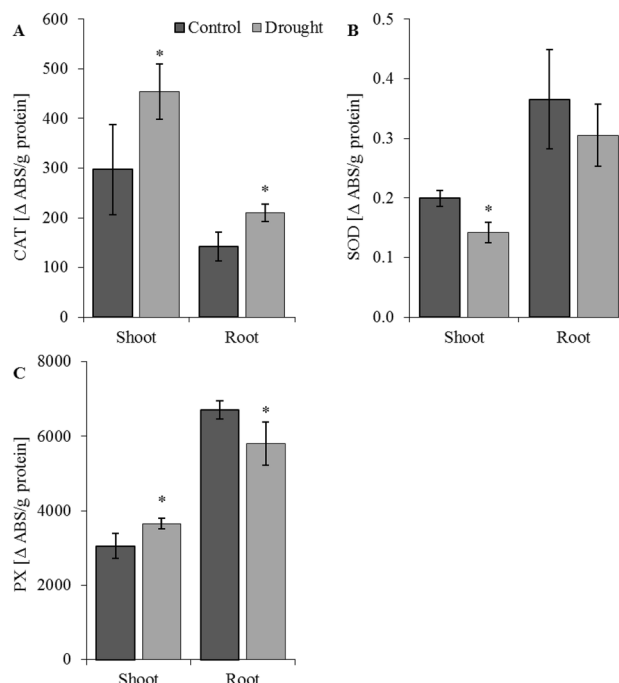 A
Control
Drought
CAT [Δ ABS/g protein]
600
500
400
300
200
100
0
*
*
Shoot
Root
B
SOD [Δ ABS/g protein]
0.5
0.4
0.3
0.2
0.1
0.0
*
Shoot
Root
C
PX [Δ ABS/g protein]
8000
6000
4000
2000
0
*
*
Shoot
Root